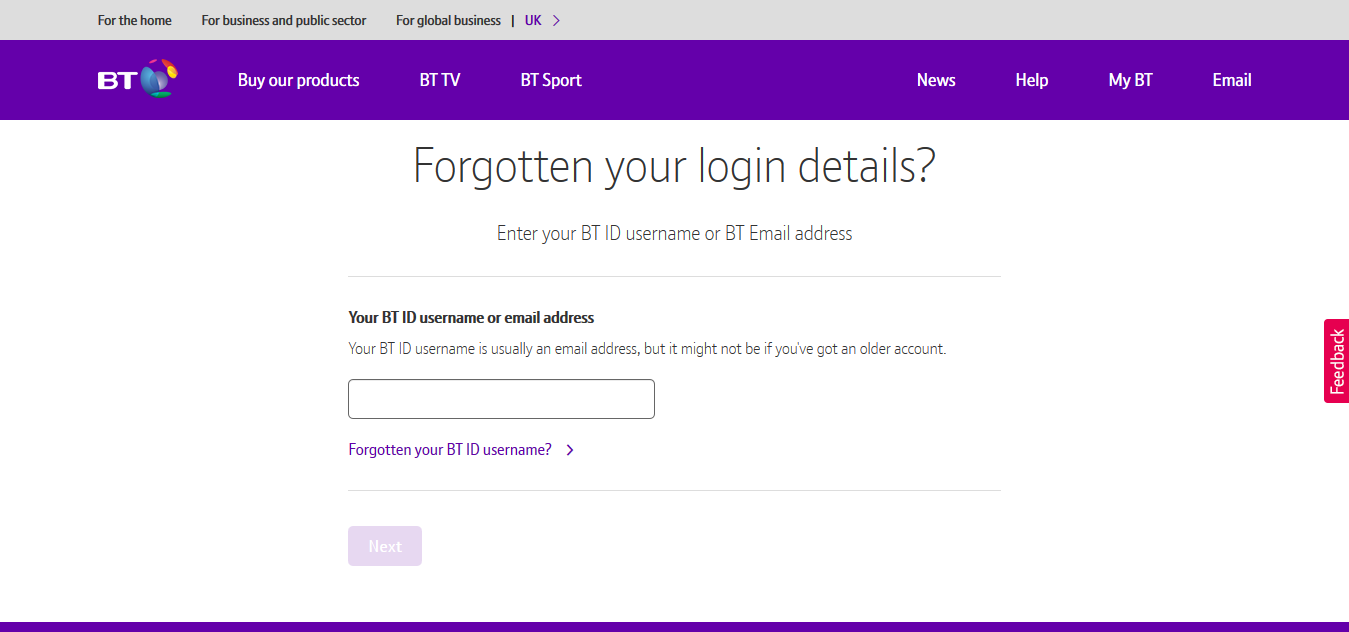 For the home For business and public sector For global business | UK >
BT Buy our products BT TV BT Sport News Help My BT Email
Forgotten your login details?
Enter your BT ID username or BT Email address
Your BT ID username or email address
Your BT ID username is usually an email address, but it might not be if you've got an older account.
Feedback
Forgotten your BT ID username? >
Next